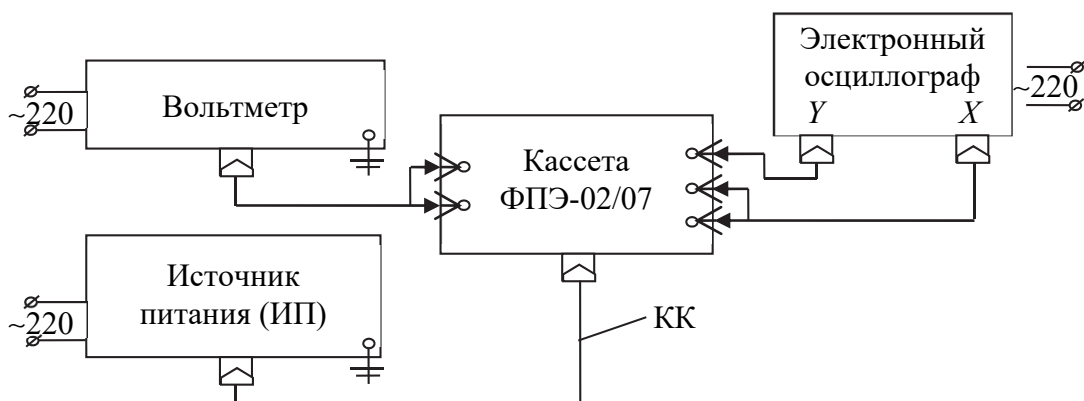 Электронный
осциллограф
Y X
~220
~220
Вольтметр
Кассета
ФПЭ-02/07
Источник
питания (ИП)
~220
КК